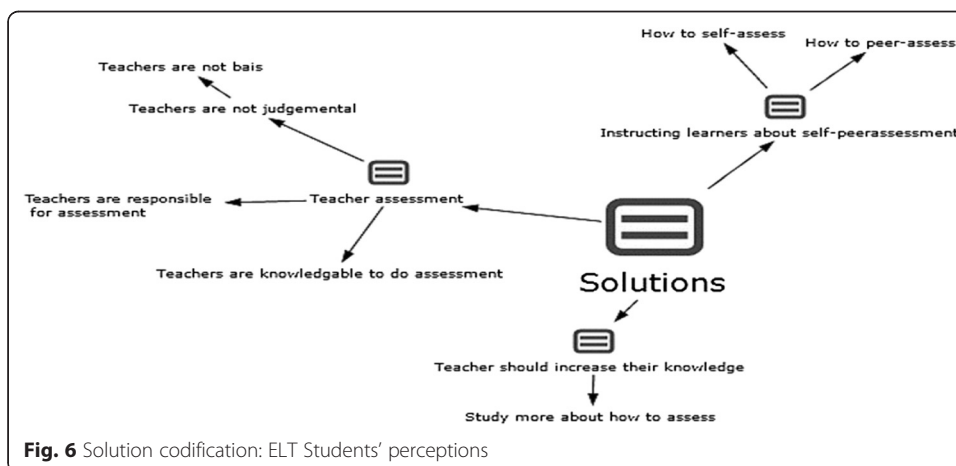 How to self-assess
How to peer-assess
Teachers are not bais
Teachers are not judgemental
Instructing learners about self-peerassessment
Teachers are responsible
for assessment
Teacher assessment
Teachers are knowledgable to do assessment
Solutions
Teacher should increase their knowledge
Study more about how to assess
Fig. 6 Solution codification: ELT Students’ perceptions